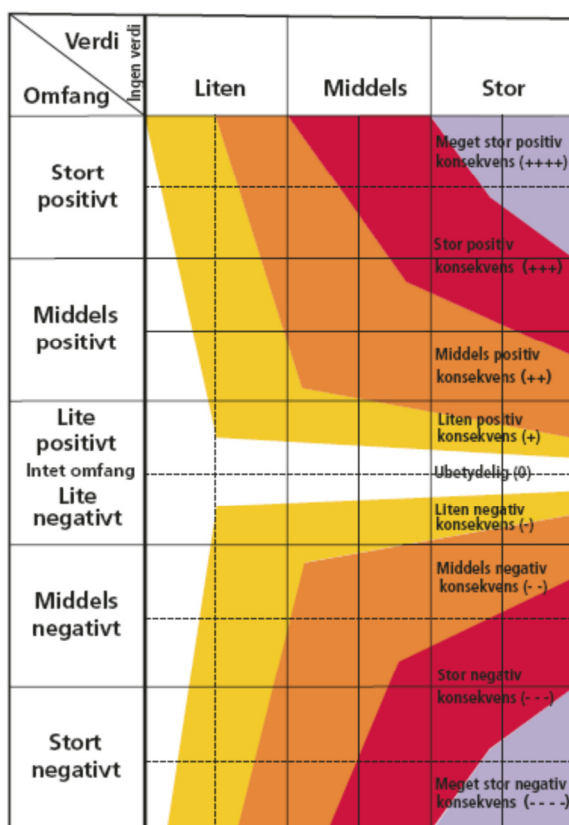 Verdi
Ingen verdi
Omfang
Liten
Middels
Stor
Stort
positivt
Meget stor positiv
konsekvens (++++)
Stor positiv
konsekvens (+++)
Middels
positivt
Middels positiv
konsekvens (++)
Lite
positivt
Liten positiv
konsekvens (+)
Intet omfang
Ubetydelig (0)
Lite
negativt
Liten negativ
konsekvens (-)
Middels
negativt
Middels negativ
konsekvens (- -)
Stor negativ
konsekvens (- - -)
Stort
negativt
Meget stor negativ
konsekvens (- - - -)